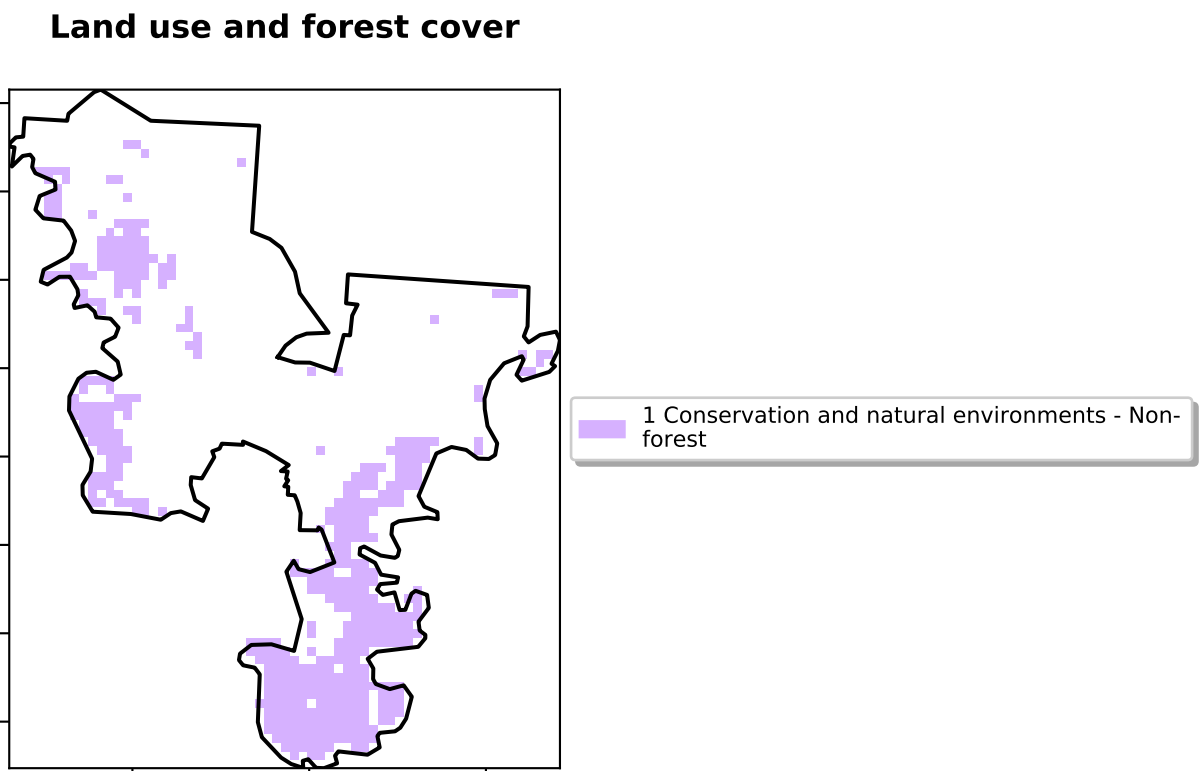 Land use and forest cover
1 Conservation and natural environments - Non-
forest